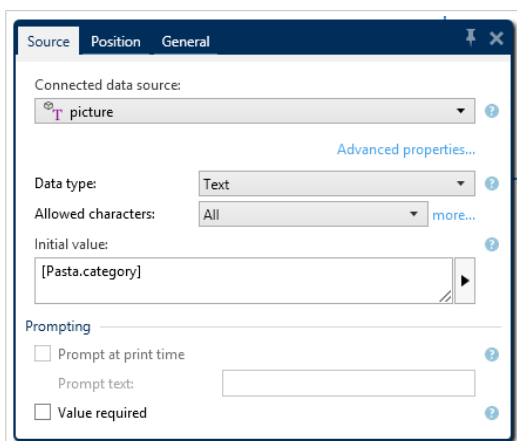 Source Position General
Connected data source:
T picture
?
Advanced properties...
Data type: Text ?
Allowed characters: All more...
Initial value: ?
[Pasta.category]
Prompting
Prompt at print time ?
Prompt text:
Value required ?